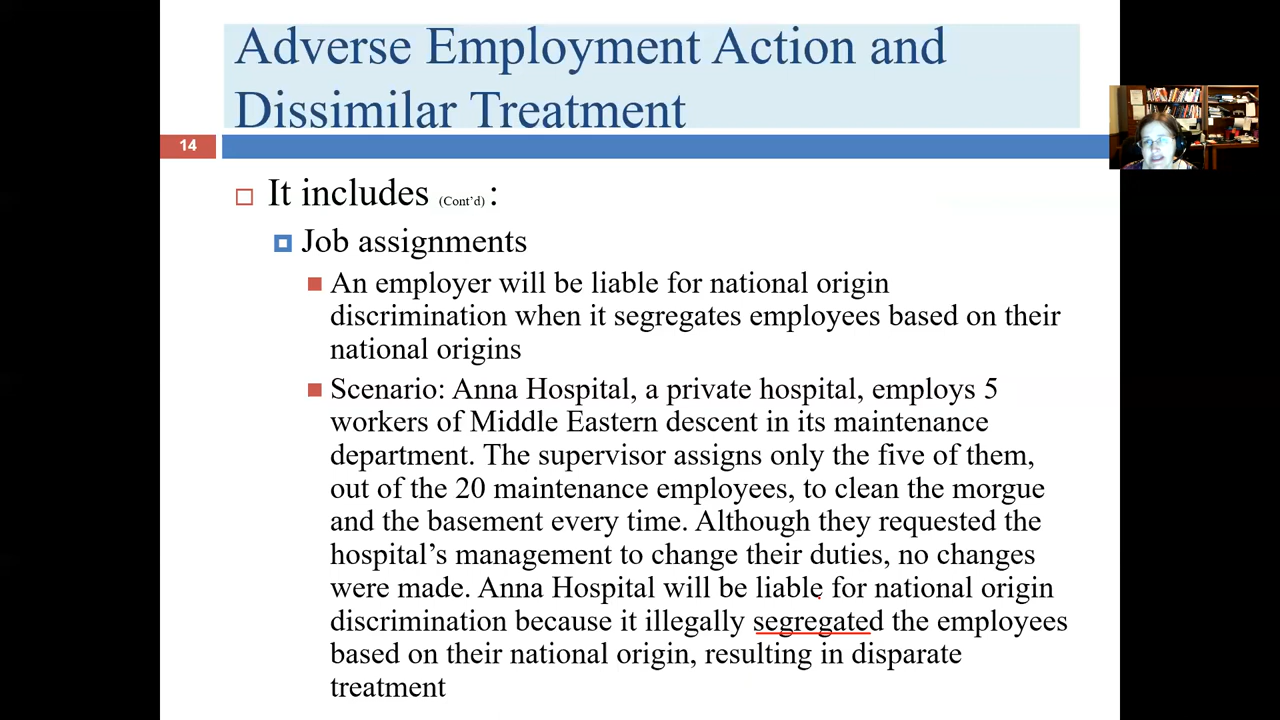 Adverse Employment Action and
Dissimilar Treatment
14
It includes (Cont'd) :
Job assignments
An employer will be liable for national origin
discrimination when it segregates employees based on their
national origins
Scenario: Anna Hospital, a private hospital, employs 5
workers of Middle Eastern descent in its maintenance
department. The supervisor assigns only the five of them,
out of the 20 maintenance employees, to clean the morgue
and the basement every time. Although they requested the
hospital's management to change their duties, no changes
were made. Anna Hospital will be liable for national origin
discrimination because it illegally segregated the employees
based on their national origin, resulting in disparate
treatment